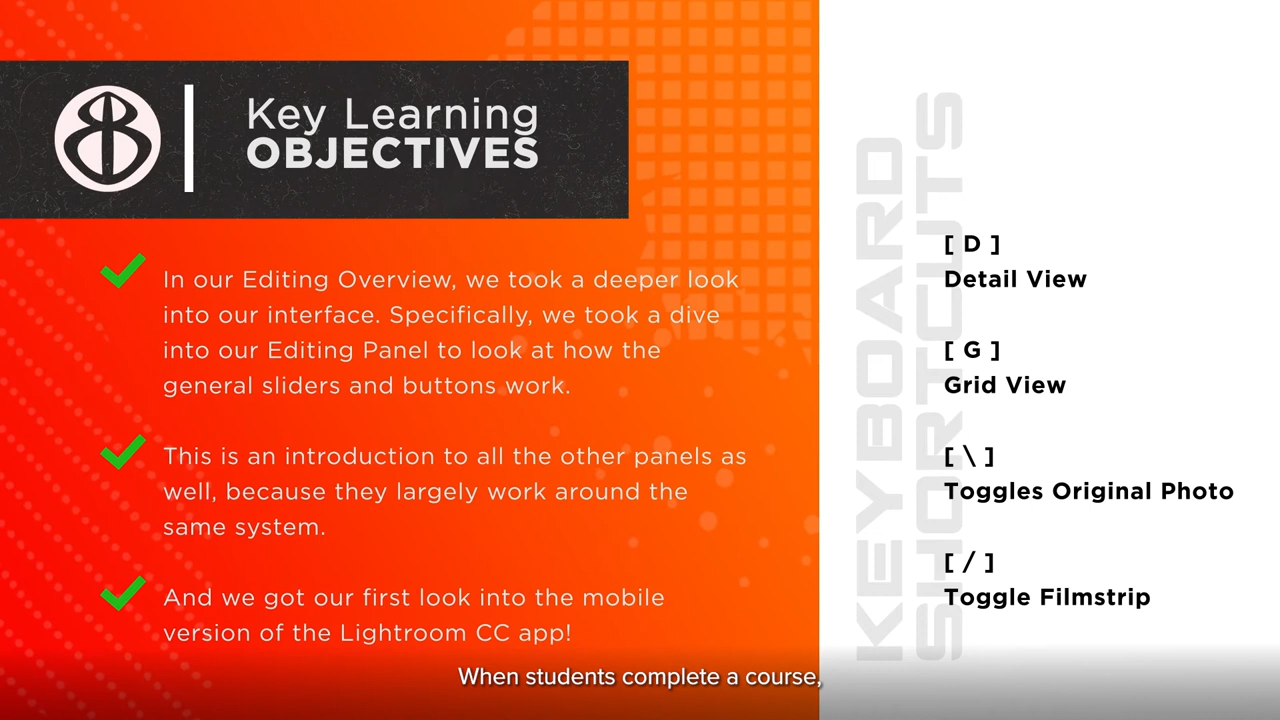 Key Learning
OBJECTIVES
In our Editing Overview, we took a deeper look
into our interface. Specifically, we took a dive
into our Editing Panel to look at how the
general sliders and buttons work.
This is an introduction to all the other panels as
well, because they largely work around the
same system.
And we got our first look into the mobile
version of the Lightroom CC app!
KEYBOARD
SHORTCUTS
[ D ]
Detail View
[ G ]
Grid View
[ \ ]
Toggles Original Photo
[ / ]
Toggle Filmstrip
When students complete a course,